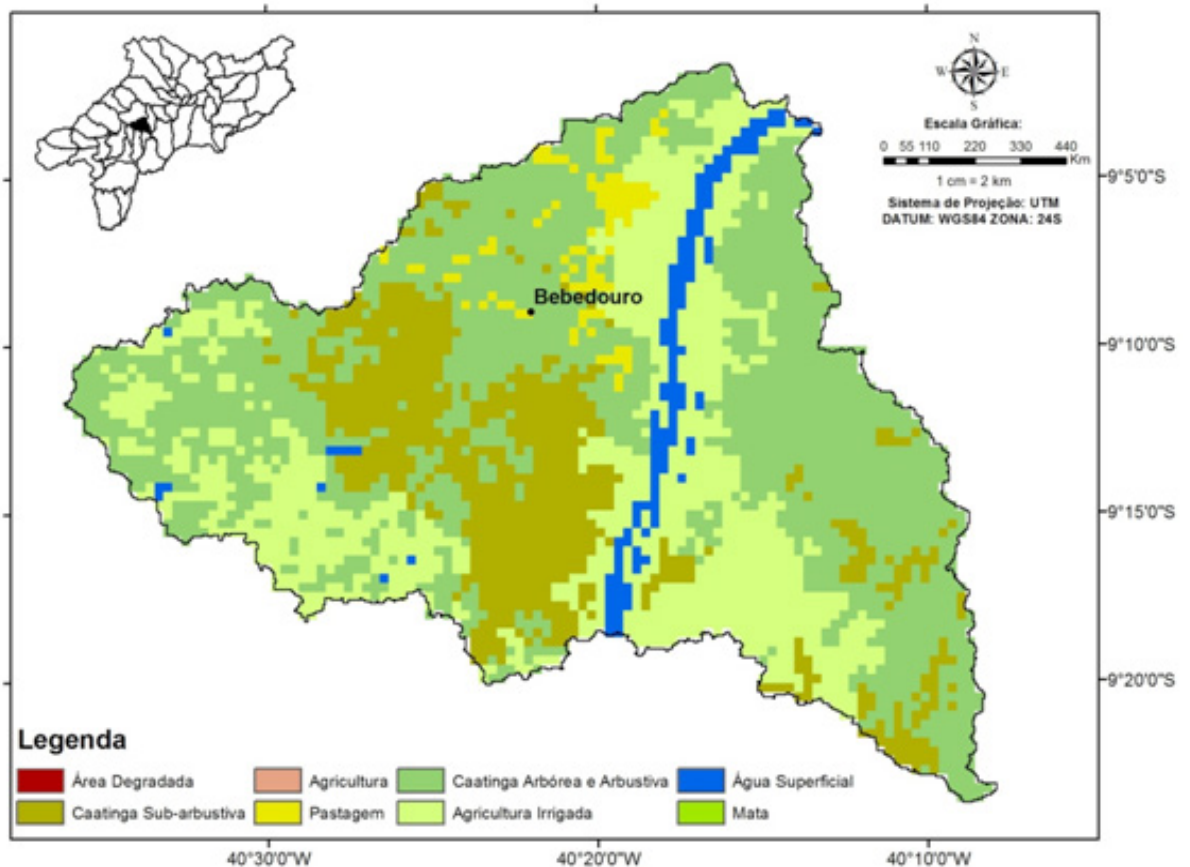 N
W E
S
Escala Gráfica:
0 55 110 220 330 440
Km
1 cm = 2 km
Sistema de Projeção: UTM
DATUM: WGS84 ZONA: 24S
9°5'0"S
Bebedouro
9°10'0"S
9°15'0"S
9°20'0"S
Legenda
Área Degradada Agricultura Caatinga Arbórea e Arbustiva Água Superficial
Caatinga Sub-arbustiva Pastagem Agricultura Irrigada Mata
40°30'0"W 40°20'0"W 40°10'0"W